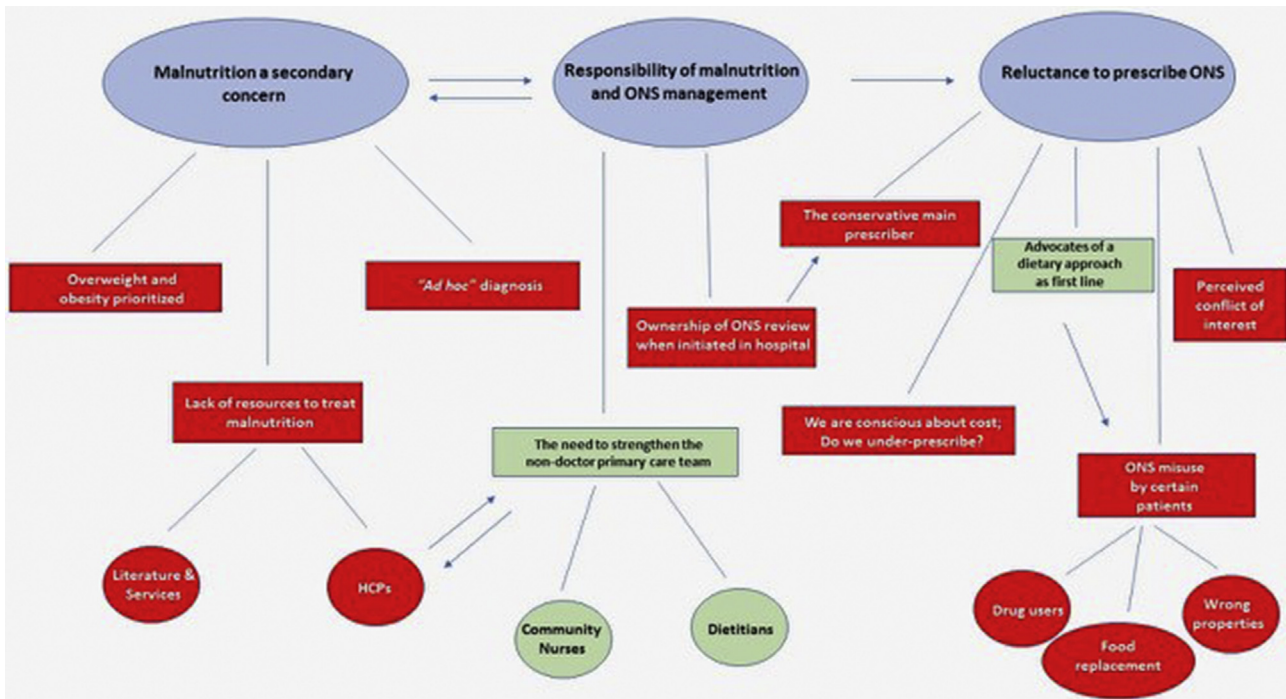 Malnutrition a secondary
concern
Responsibility of malnutrition
and ONS management
Reluctance to prescribe ONS
Overweight and
obesity prioritized
"Ad hoc" diagnosis
Lack of resources to treat
malnutrition
Literature &
Services
HCPs
The conservative main
prescriber
Ownership of ONS review
when initiated in hospital
The need to strengthen the
non-doctor primary care team
Community
Nurses
Dietitians
Advocates of a
dietary approach
as first line
Perceived
conflict of
interest
We are conscious about cost;
Do we under-prescribe?
ONS misuse
by certain
patients
Drug users
Food
replacement
Wrong
properties